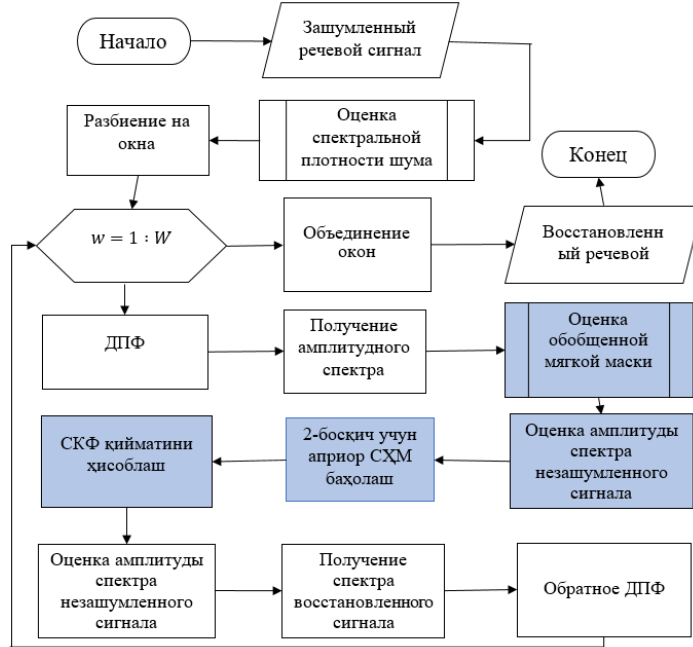 Начало
Зашумленный
речевой сигнал
Разбиение на
окна
Оценка
спектральной
плотности шума
Конец
w = 1 : W
Объединение
окон
Восстановленн
ый речевой
ДПФ
Получение
амплитудного
спектра
Оценка
обобщенной
мягкой маски
СКФ қийматини
ҳисоблаш
2-босқич учун
априор СҲМ
баҳолаш
Оценка амплитуды
спектра
незашумленного
сигнала
Оценка амплитуды
спектра
незашумленного
сигнала
Получение
спектра
восстановленного
сигнала
Обратное ДПФ